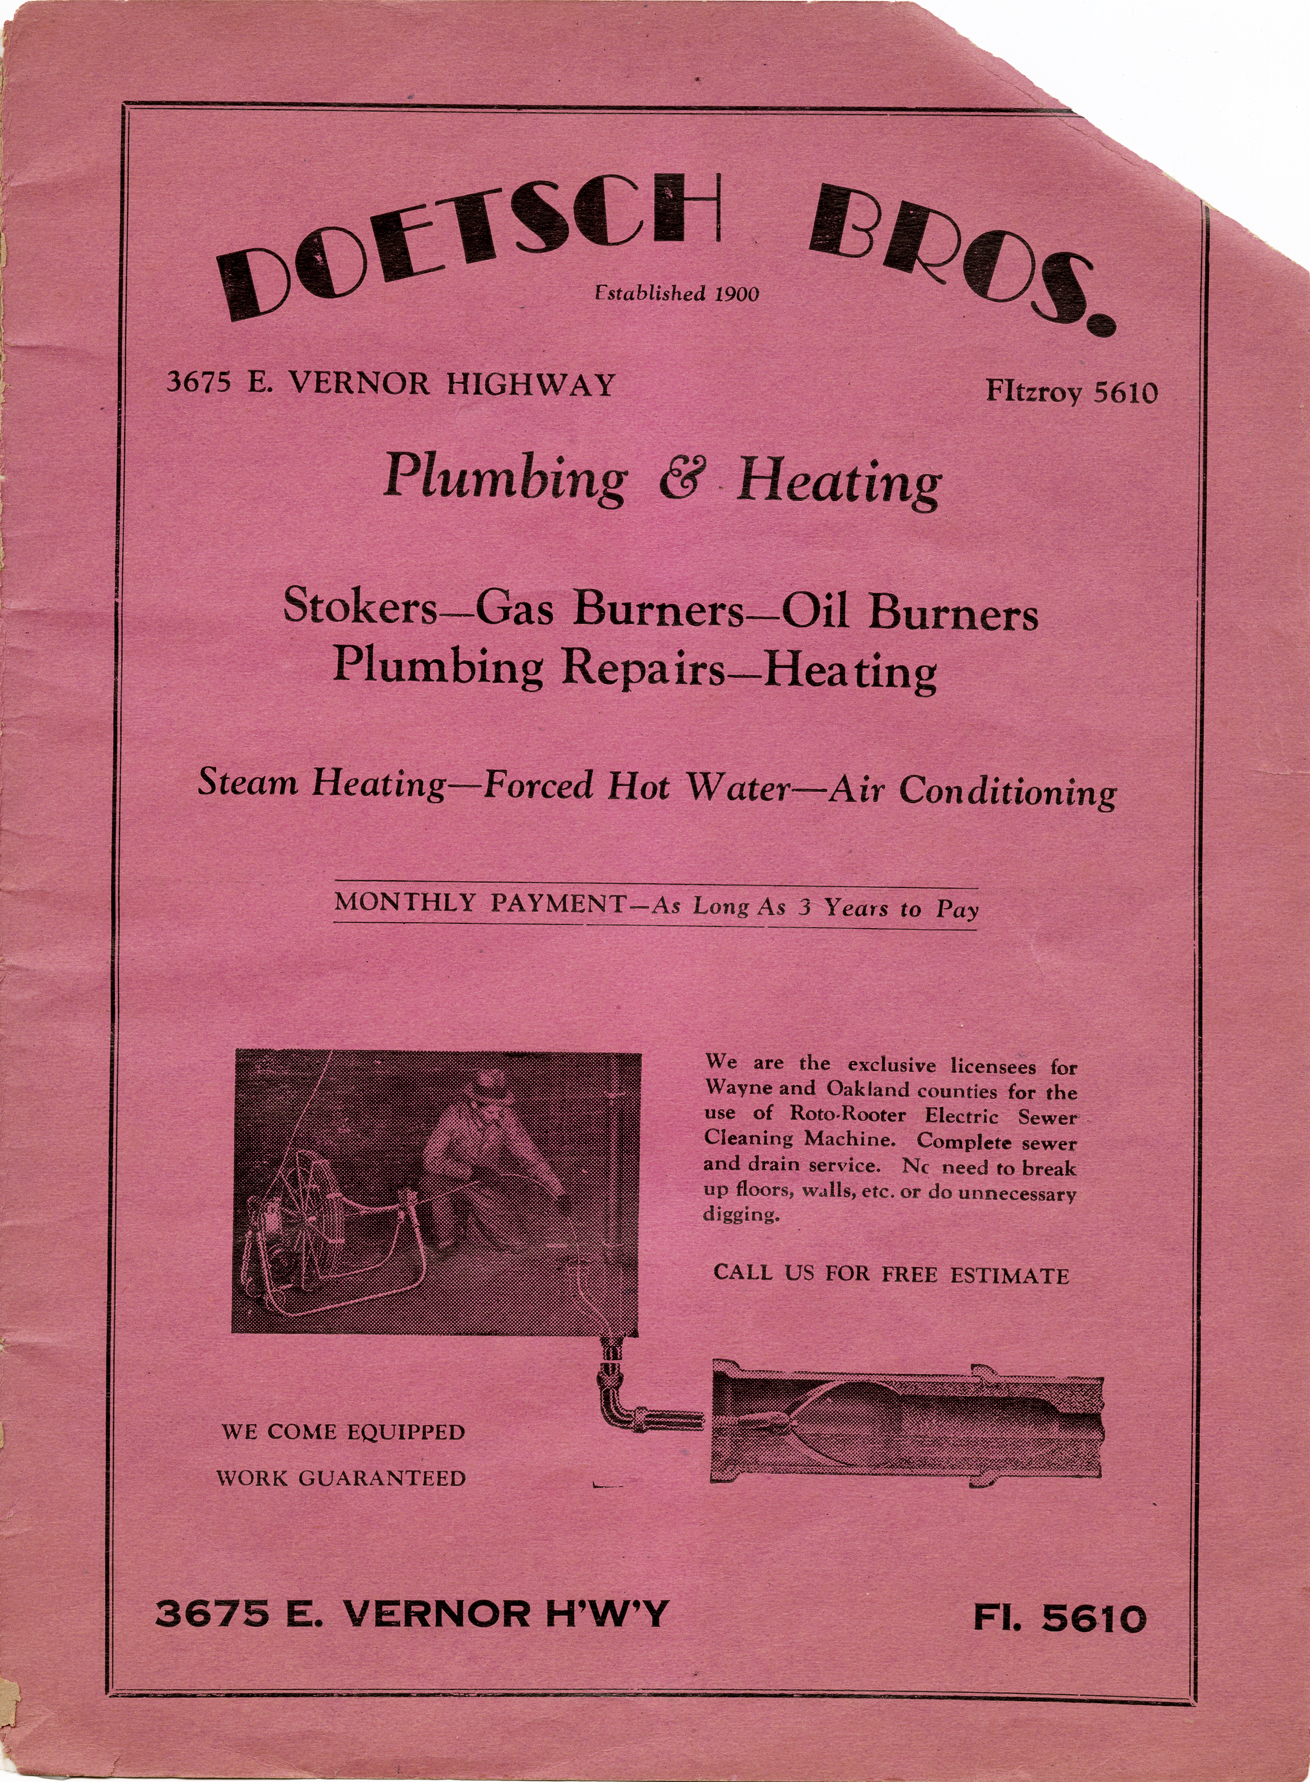 DOETSCH BROS.
Established 1900
3675 E. VERNOR HIGHWAY
FItzroy 5610
Plumbing & Heating
Stokers—Gas Burners—Oil Burners
Plumbing Repairs—Heating
Steam Heating—Forced Hot Water—Air Conditioning
MONTHLY PAYMENT—As Long As 3 Years to Pay
We are the exclusive licensees for
Wayne and Oakland counties for the
use of Roto-Rooter Electric Sewer
Cleaning Machine. Complete sewer
and drain service. No need to break
up floors, walls, etc. or do unnecessary
digging.
CALL US FOR FREE ESTIMATE
WE COME EQUIPPED
WORK GUARANTEED
3675 E. VERNOR H'W'Y
FI. 5610